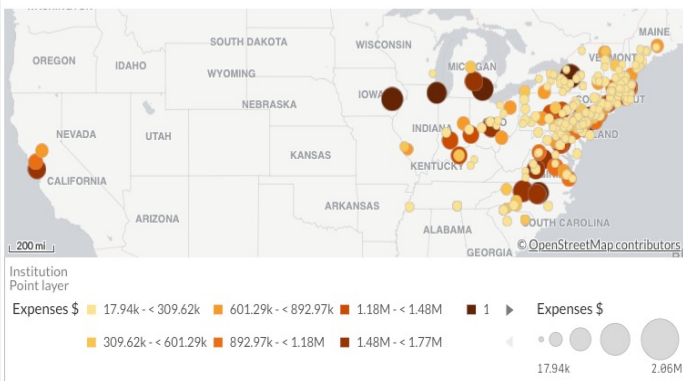 WASHINGTON
MAINE
SOUTH DAKOTA
WISCONSIN
VERMONT
OREGON
IDAHO
MICHIGAN
WYOMING
IOWA
NEBRASKA
NEVADA
UTAH
INDIANA
KANSAS
KENTUCKY
CALIFORNIA
ARKANSAS
ARIZONA
SOUTH CAROLINA
ALABAMA
200 mi
GEORGIA
© OpenStreetMap contributors
Institution
Point layer
Expenses $
17.94k - < 309.62k
601.29k - < 892.97k
1.18M - < 1.48M
1
Expenses $
309.62k - < 601.29k
892.97k - < 1.18M
1.48M - < 1.77M
17.94k
2.06M